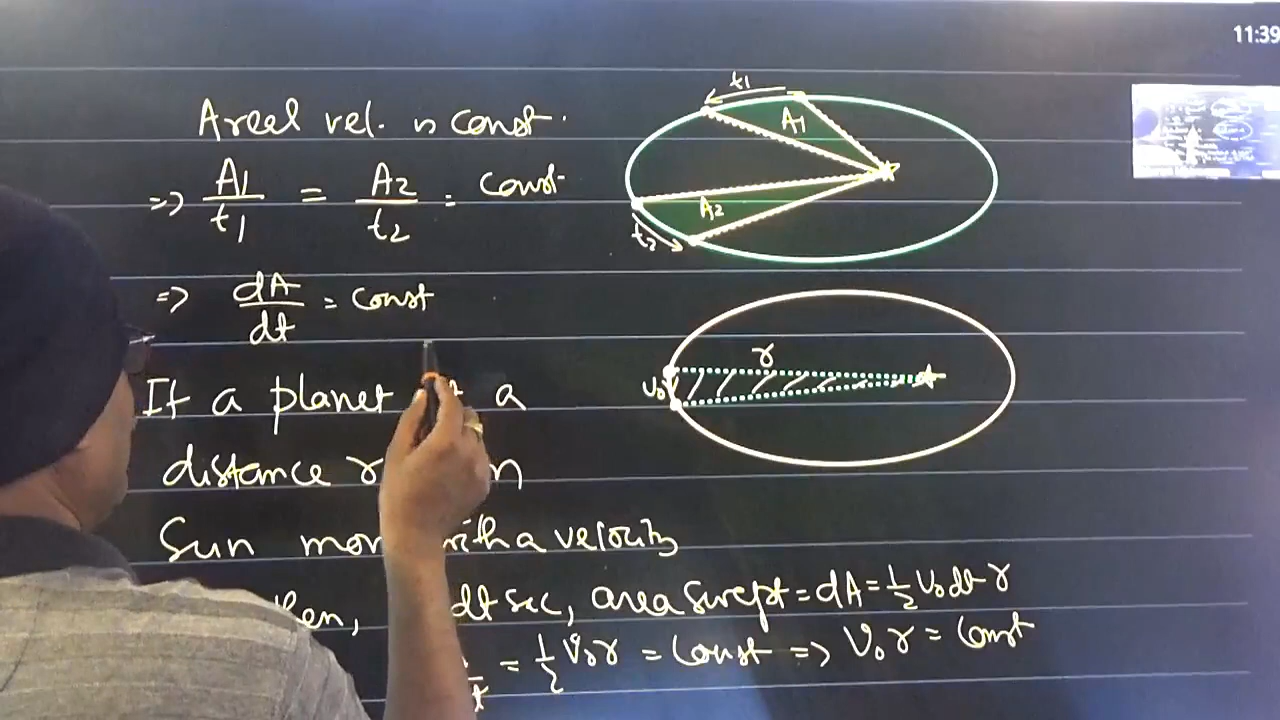 11:39
Areal vel. is const.
=> A1/t1 = A2/t2 = const.
=> dA/dt = const
If a planet a
distance r
Sun with a velocity
dt sec, area swept = dA = 1/2 v₀ dt r
= 1/2 v₀ r = Const => v₀ r = Const
t1
A1
A2
t2
r
v₀